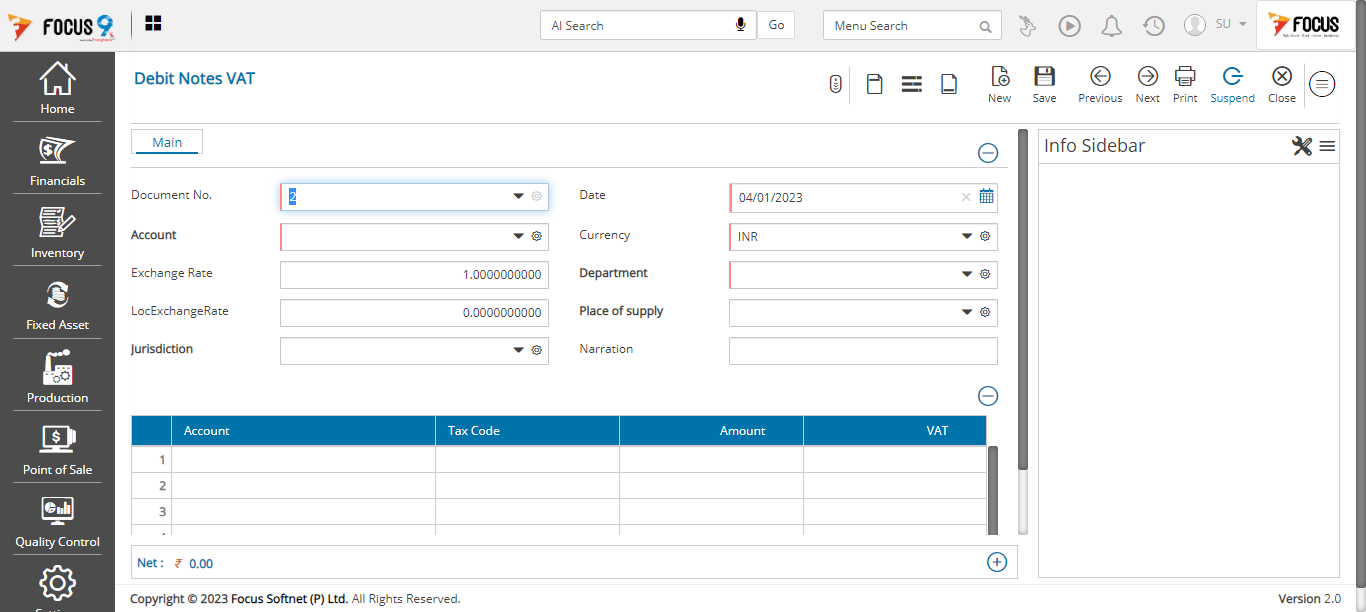 FOCUS 9
AI Search
Go
Menu Search
SU
FOCUS
Home
Financials
Inventory
Fixed Asset
Production
Point of Sale
Quality Control
Debit Notes VAT
New
Save
Previous
Next
Print
Suspend
Close
Main
Info Sidebar
Document No. 2
Date 04/01/2023
Account
Currency INR
Exchange Rate 1.0000000000
Department
LocExchangeRate 0.0000000000
Place of supply
Jurisdiction
Narration
Account Tax Code Amount VAT
1
2
3
Net : ₹ 0.00
Copyright © 2023 Focus Softnet (P) Ltd. All Rights Reserved.
Version 2.0